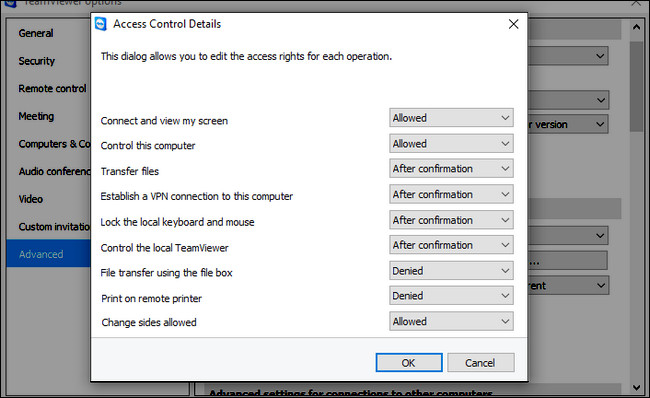 TeamViewer options
Access Control Details
This dialog allows you to edit the access rights for each operation.
General
Security
Remote control
Meeting
Computers & Co
Audio conferenc
Video
Custom invitatio
Advanced
Connect and view my screen Allowed
Control this computer Allowed
Transfer files After confirmation
Establish a VPN connection to this computer After confirmation
Lock the local keyboard and mouse After confirmation
Control the local TeamViewer After confirmation
File transfer using the file box Denied
Print on remote printer Denied
Change sides allowed Allowed
r version
...
rent
OK Cancel
Advanced settings for connections to other computers